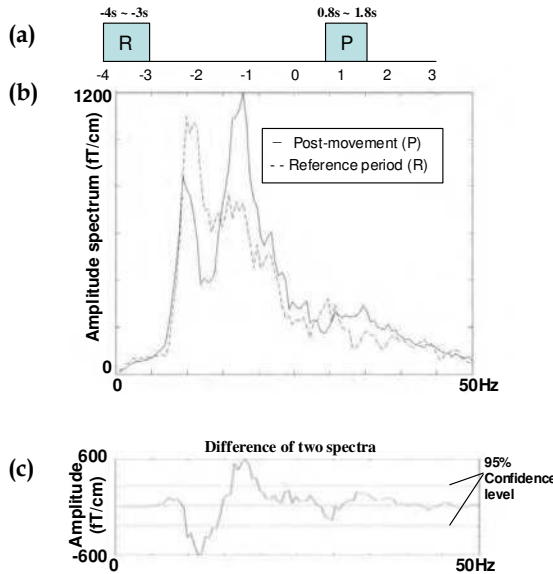 (a)
-4s ~ -3s
0.8s ~ 1.8s
R
P
-4 -3 -2 -1 0 1 2 3
(b)
1200
Amplitude spectrum (fT/cm)
Post-movement (P)
Reference period (R)
0
0
50Hz
(c)
Difference of two spectra
600
Amplitude
(fT/cm)
-600
0
50Hz
95%
Confidence
level